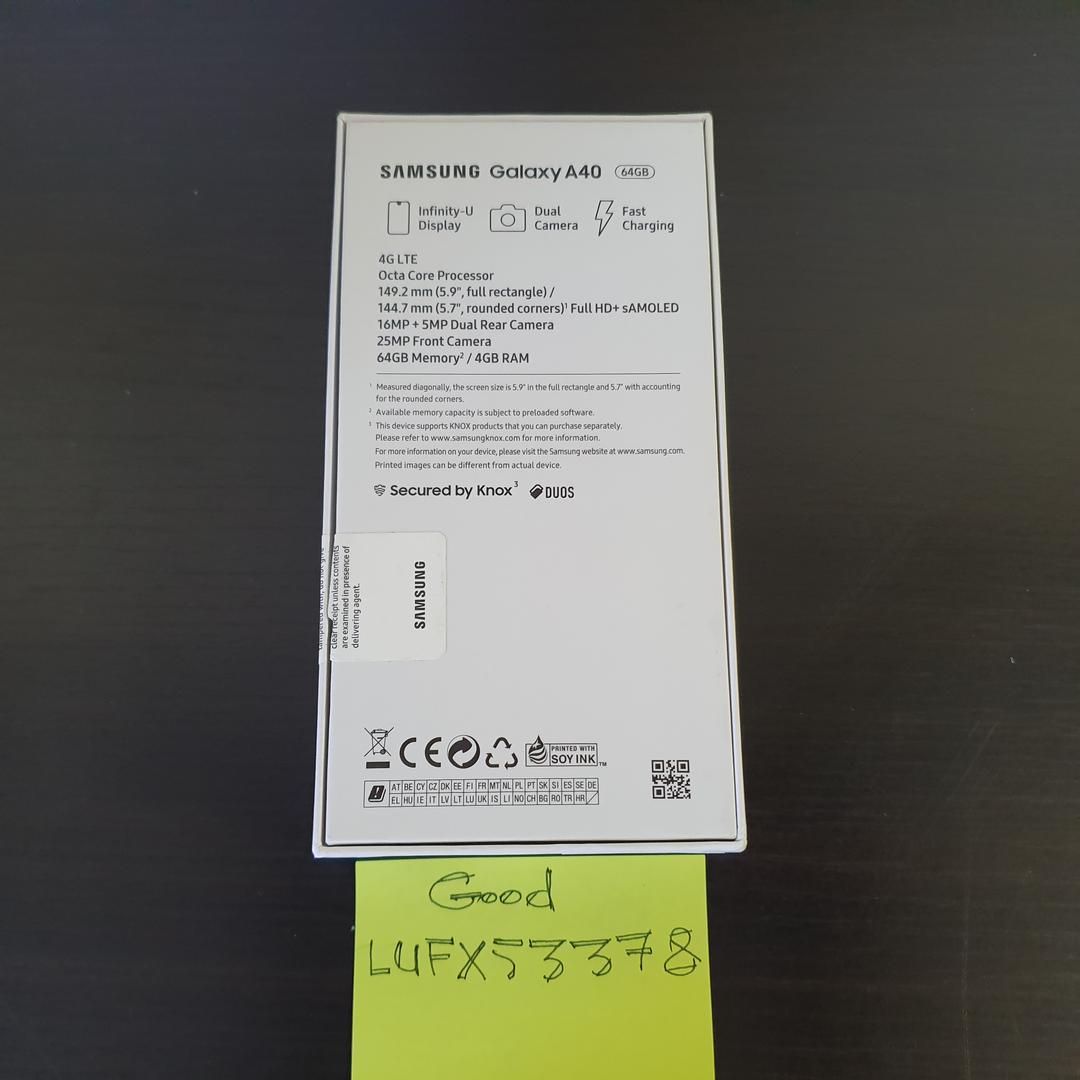 SAMSUNG Galaxy A40 64GB
Infinity-U Display
Dual Camera
Fast Charging
4G LTE
Octa Core Processor
149.2 mm (5.9", full rectangle) /
144.7 mm (5.7", rounded corners)¹ Full HD+ sAMOLED
16MP + 5MP Dual Rear Camera
25MP Front Camera
64GB Memory² / 4GB RAM
¹ Measured diagonally, the screen size is 5.9" in the full rectangle and 5.7" with accounting
for the rounded corners.
² Available memory capacity is subject to preloaded software.
³ This device supports KNOX products that you can purchase separately.
Please refer to www.samsungknox.com for more information.
For more information on your device, please visit the Samsung website at www.samsung.com.
Printed images can be different from actual device.
Secured by Knox³ DUOS
clear receipt unless contents
are examined in presence of
delivering agent.
SAMSUNG
CE PRINTED WITH
SOY INK™
AT BE CY CZ DK EE FI FR MT NL PL PT SK SI ES SE DE
EL HU IE IT LV LT LU UK IS LI NO CH BG RO TR HR
Good
LUFX53378